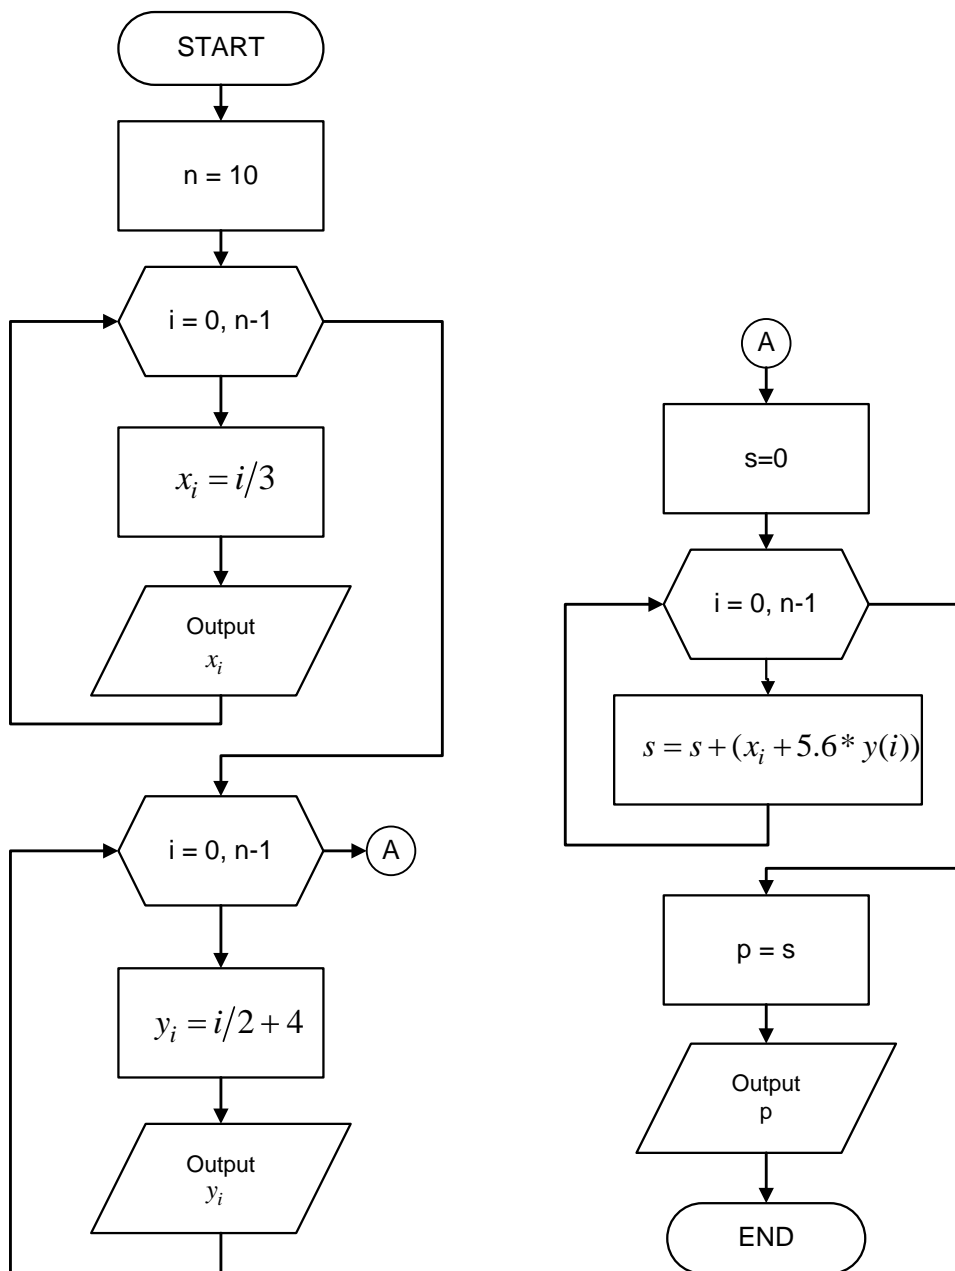 START
n = 10
i = 0, n-1
x_i = i/3
Output
x_i
i = 0, n-1
A
y_i = i/2 + 4
Output
y_i
A
s=0
i = 0, n-1
s = s + (x_i + 5.6 * y(i))
p = s
Output
p
END